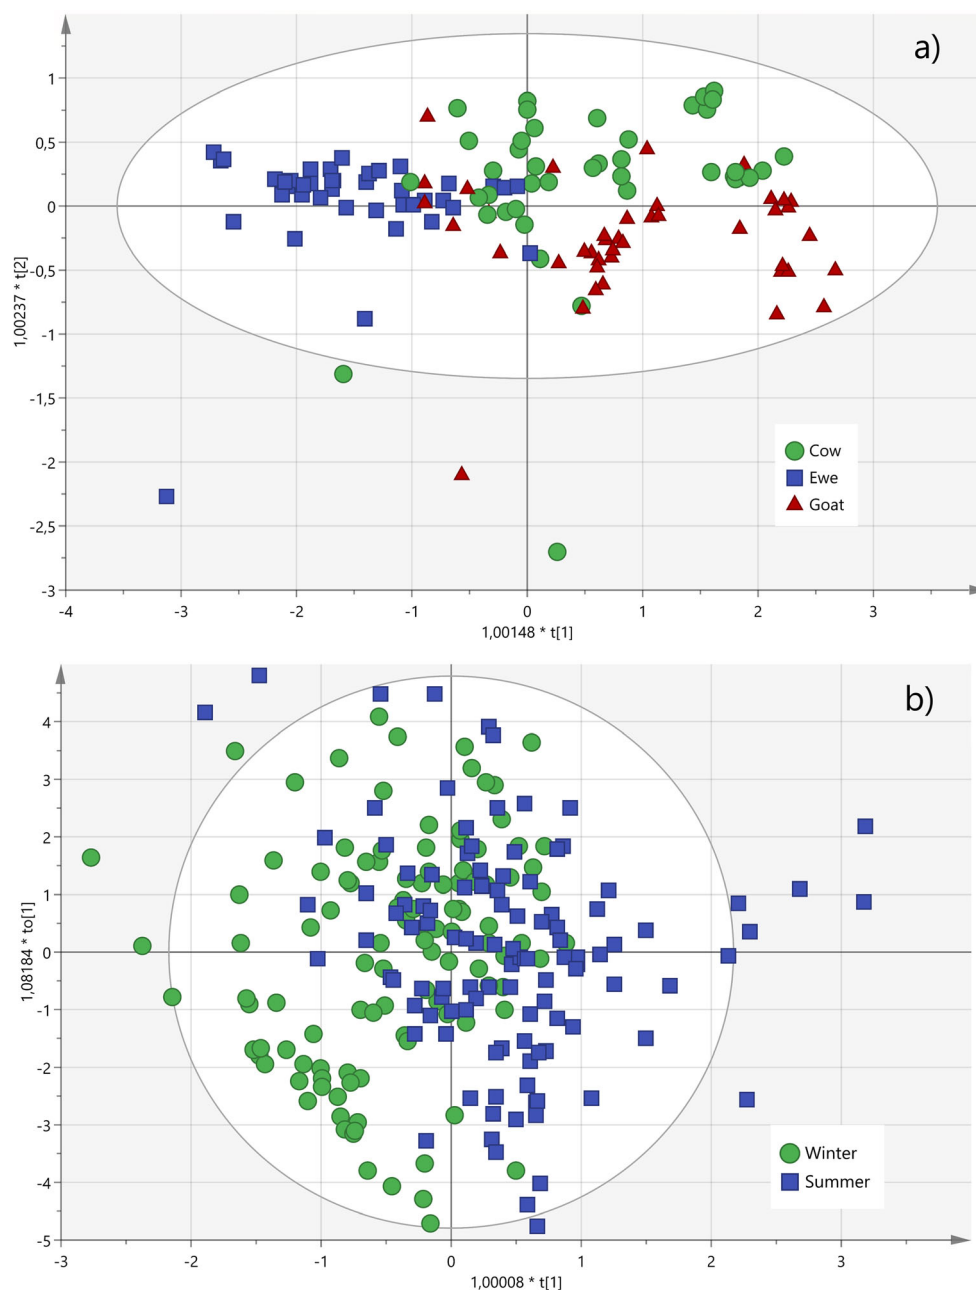 a)
1
0,5
0
-0,5
-1
-1,5
-2
-2,5
-3
1,00237 * t[2]
Cow
Ewe
Goat
-4 -3 -2 -1 0 1 2 3
1,00148 * t[1]
b)
4
3
2
1
0
-1
-2
-3
-4
-5
1,08184 * to[1]
Winter
Summer
-3 -2 -1 0 1 2 3 4
1,00008 * t[1]